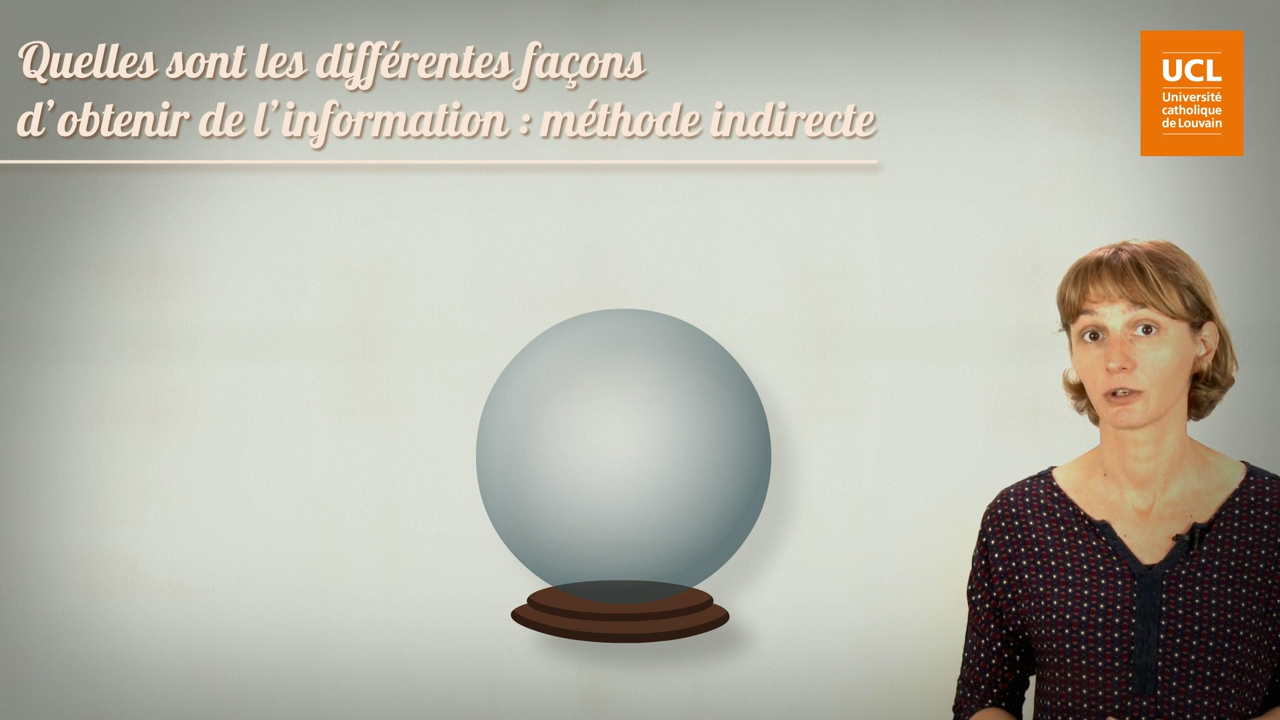 Quelles sont les différentes façons
d'obtenir de l'information : méthode indirecte
UCL
Université
catholique
de Louvain